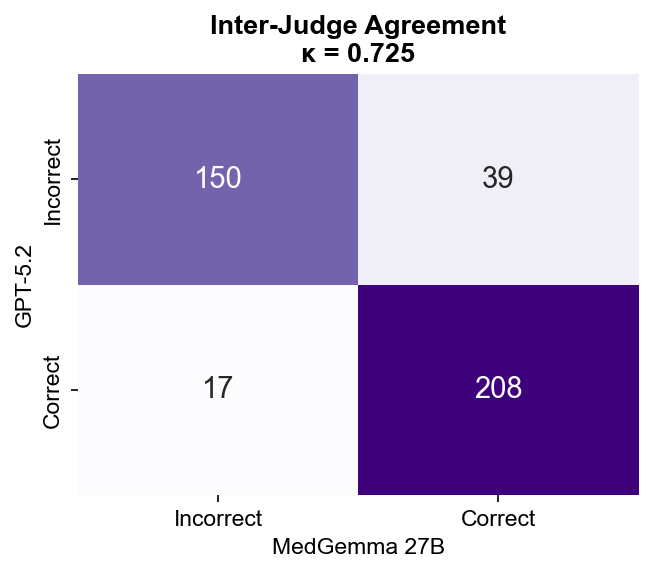 Inter-Judge Agreement
κ = 0.725
GPT-5.2
Incorrect
150
39
Correct
17
208
Incorrect
Correct
MedGemma 27B